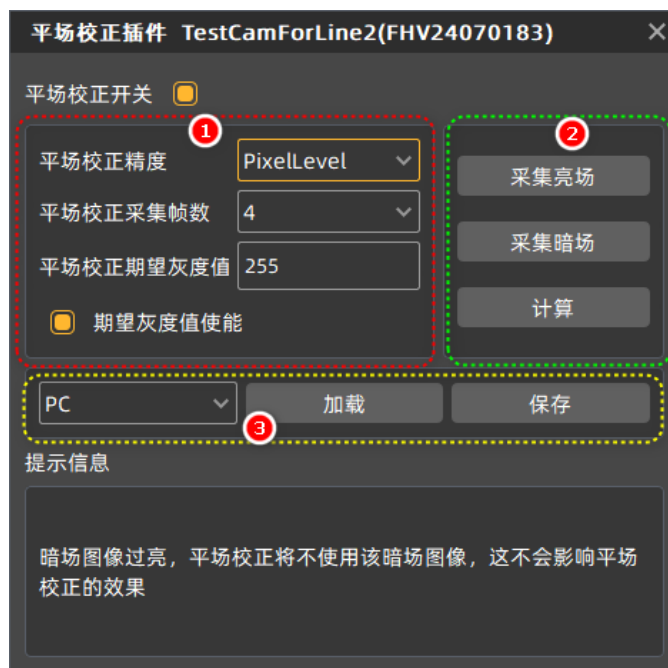 平场校正插件 TestCamForLine2(FHV24070183)
平场校正开关
1
2
平场校正精度 PixelLevel
采集亮场
平场校正采集帧数 4
采集暗场
平场校正期望灰度值 255
计算
期望灰度值使能
PC 加载 保存
3
提示信息
暗场图像过亮，平场校正将不使用该暗场图像，这不会影响平场
校正的效果